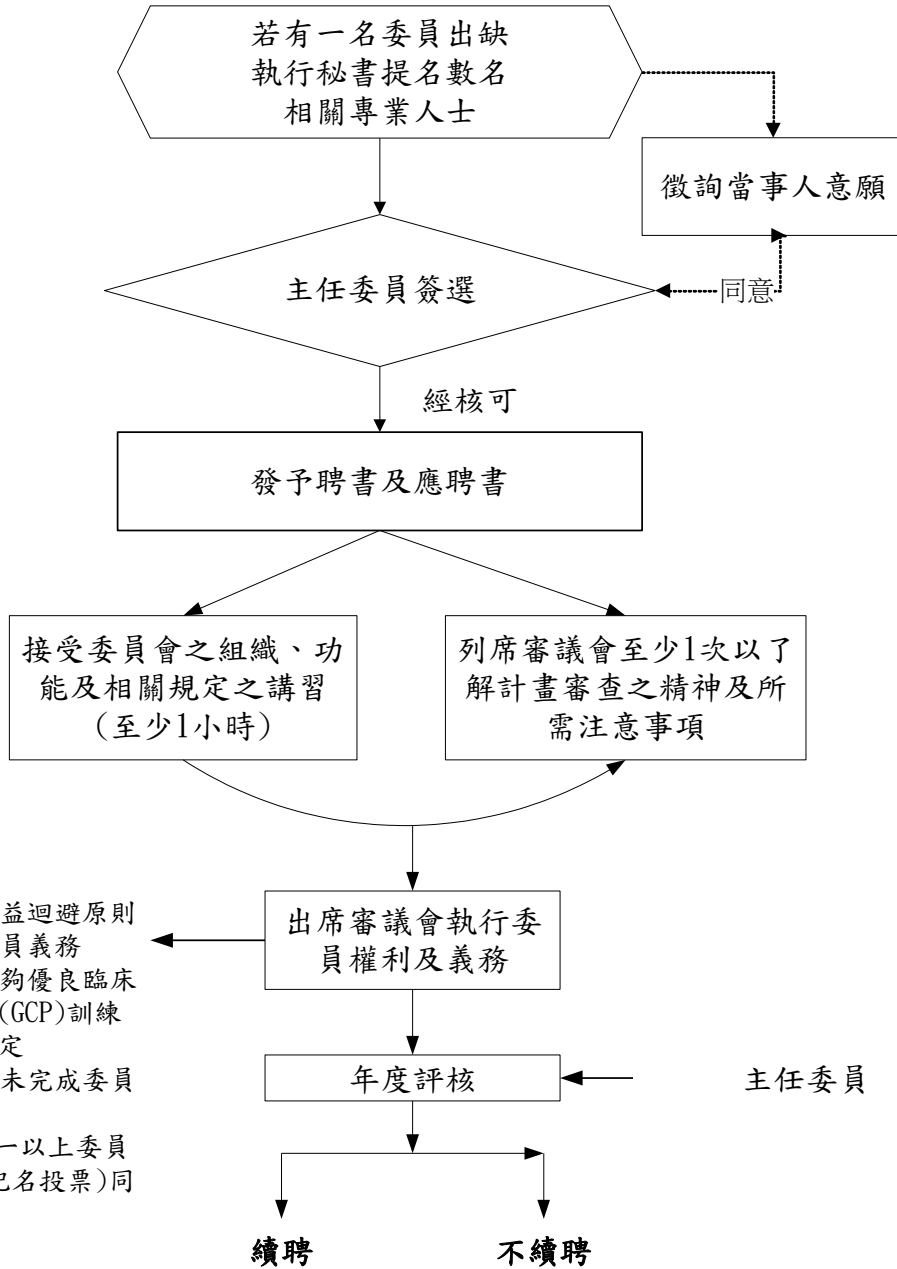 若有一名委員出缺
執行秘書提名數名
相關專業人士
徵詢當事人意願
主任委員簽選
同意
經核可
發予聘書及應聘書
接受委員會之組織、功
能及相關規定之講習
(至少1小時)
列席審議會至少1次以了
解計畫審查之精神及所
需注意事項
出席審議會執行委
員權利及義務
益迴避原則
員義務
夠優良臨床
(GCP)訓練
定
未完成委員
一以上委員
記名投票)同
年度評核
主任委員
續聘
不續聘